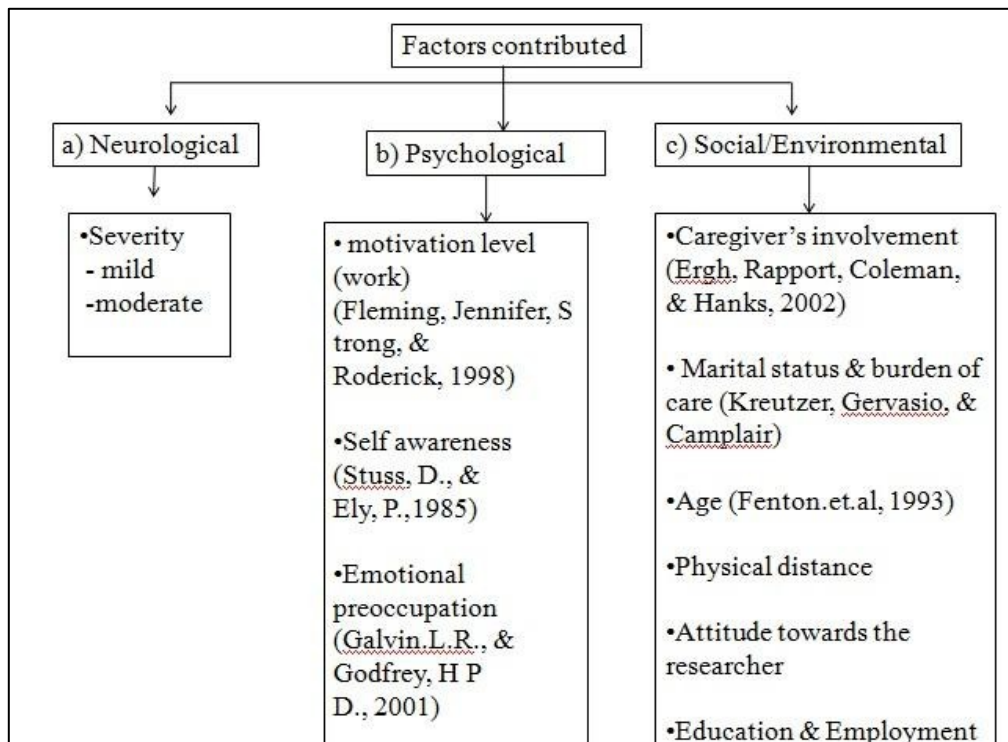 Factors contributed
a) Neurological
b) Psychological
c) Social/Environmental
•Severity
- mild
-moderate
• motivation level
(work)
(Fleming, Jennifer, S
trong, &
Roderick, 1998)
•Self awareness
(Stuss, D., &
Ely, P.,1985)
•Emotional
preoccupation
(Galvin.L.R., &
Godfrey, H P
D., 2001)
•Caregiver’s involvement
(Ergh, Rapport, Coleman,
& Hanks, 2002)
• Marital status & burden of
care (Kreutzer, Gervasio, &
Camplair)
•Age (Fenton.et.al, 1993)
•Physical distance
•Attitude towards the
researcher
•Education & Employment